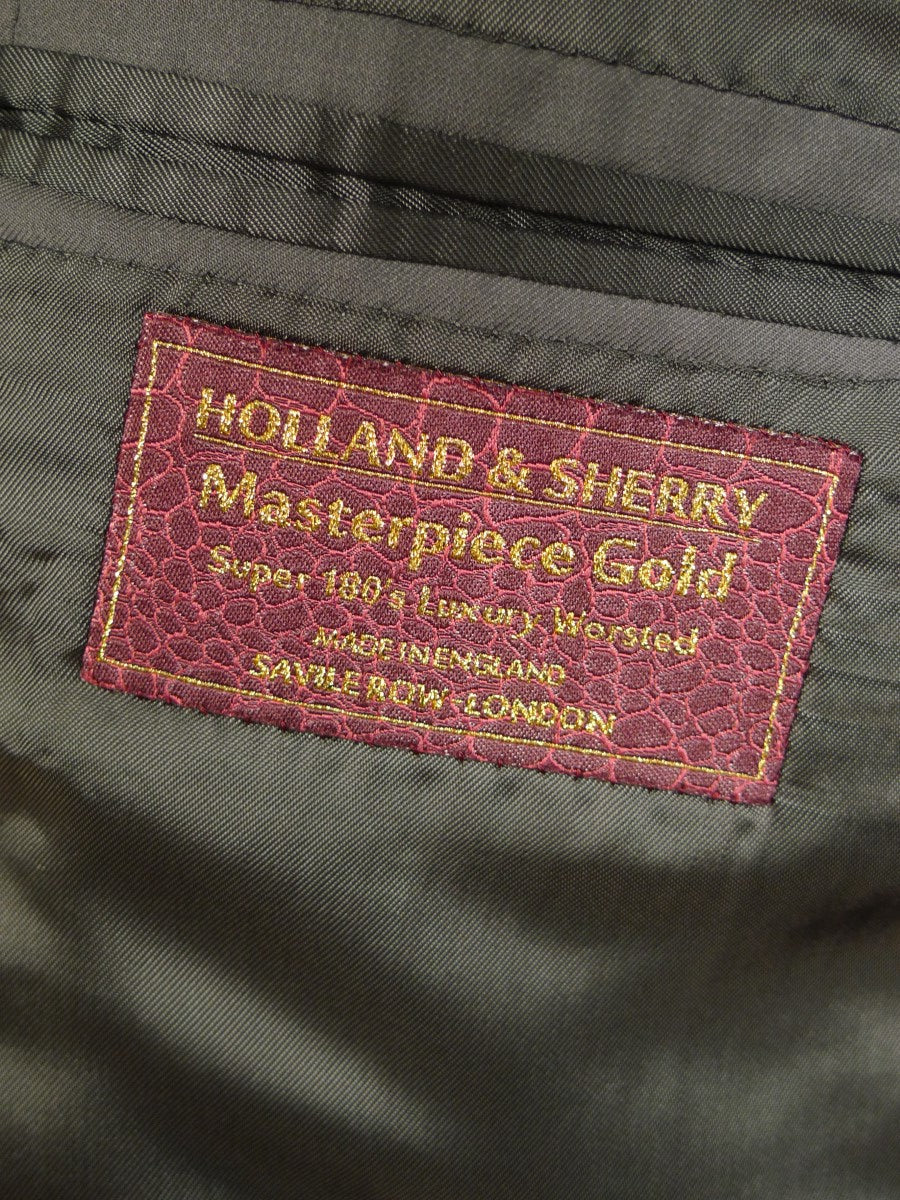 HOLLAND & SHERRY
Masterpiece Gold
Super 180's Luxury Worsted
MADE IN ENGLAND
SAVILE ROW - LONDON